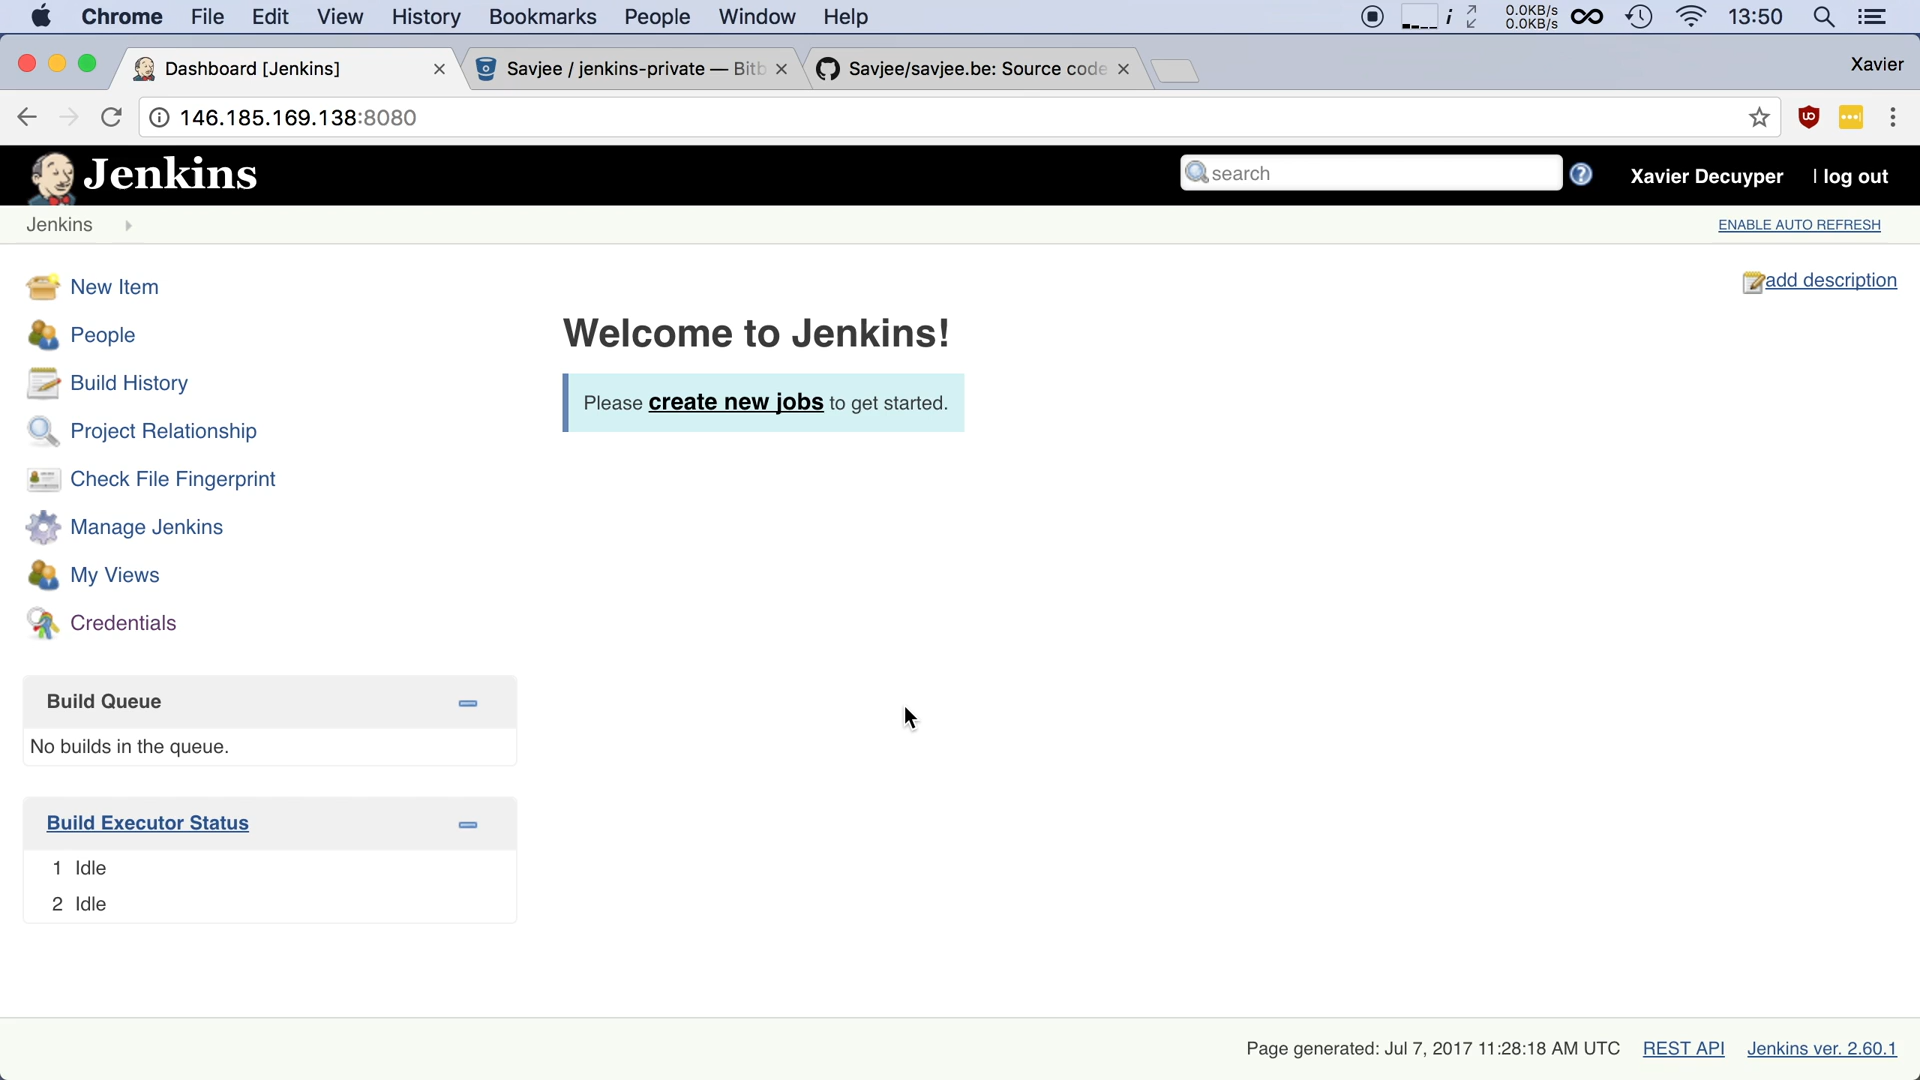 Chrome File Edit View History Bookmarks People Window Help
i 0.0KB/s 0.0KB/s 13:50
Dashboard [Jenkins]
Savjee / jenkins-private — Bitb
Savjee/savjee.be: Source code
Xavier
146.185.169.138:8080
Jenkins
search
?
Xavier Decuyper
| log out
Jenkins
ENABLE AUTO REFRESH
New Item
People
Build History
Project Relationship
Check File Fingerprint
Manage Jenkins
My Views
Credentials
add description
Welcome to Jenkins!
Please create new jobs to get started.
Build Queue
No builds in the queue.
Build Executor Status
1 Idle
2 Idle
Page generated: Jul 7, 2017 11:28:18 AM UTC REST API Jenkins ver. 2.60.1